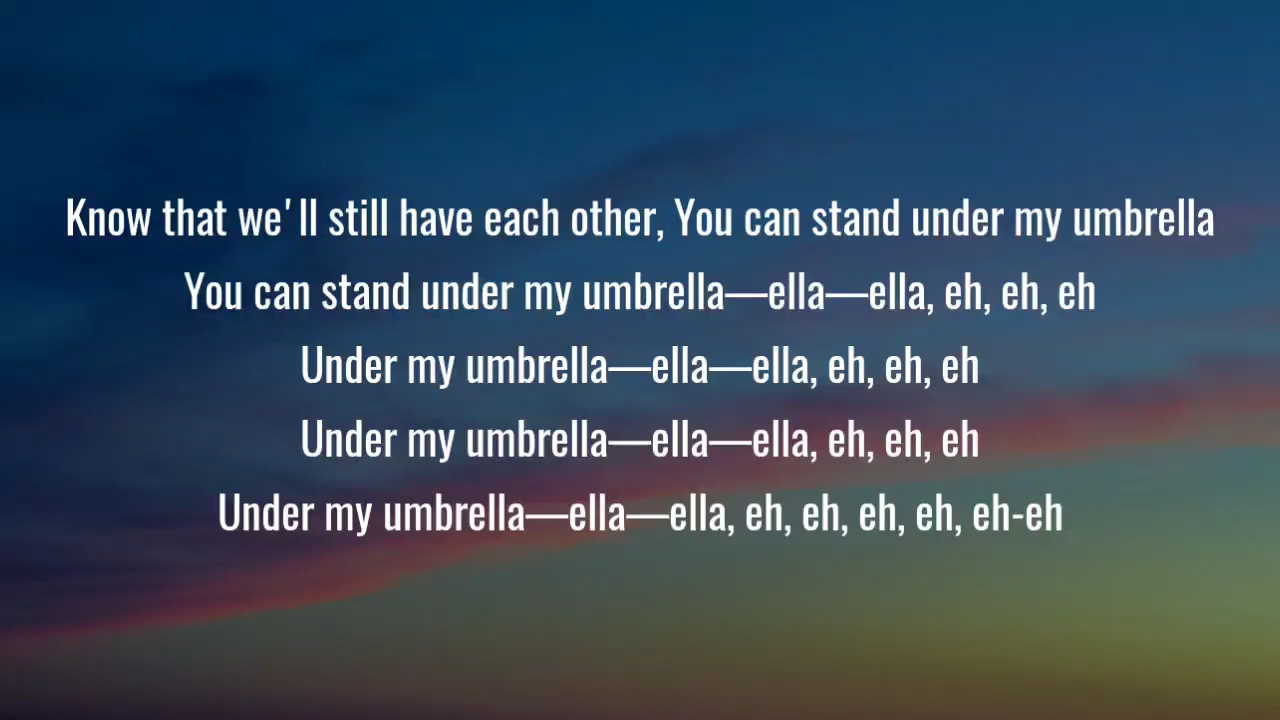 Know that we'll still have each other, You can stand under my umbrella
You can stand under my umbrella—ella—ella, eh, eh, eh
Under my umbrella—ella—ella, eh, eh, eh
Under my umbrella—ella—ella, eh, eh, eh
Under my umbrella—ella—ella, eh, eh, eh, eh, eh-eh